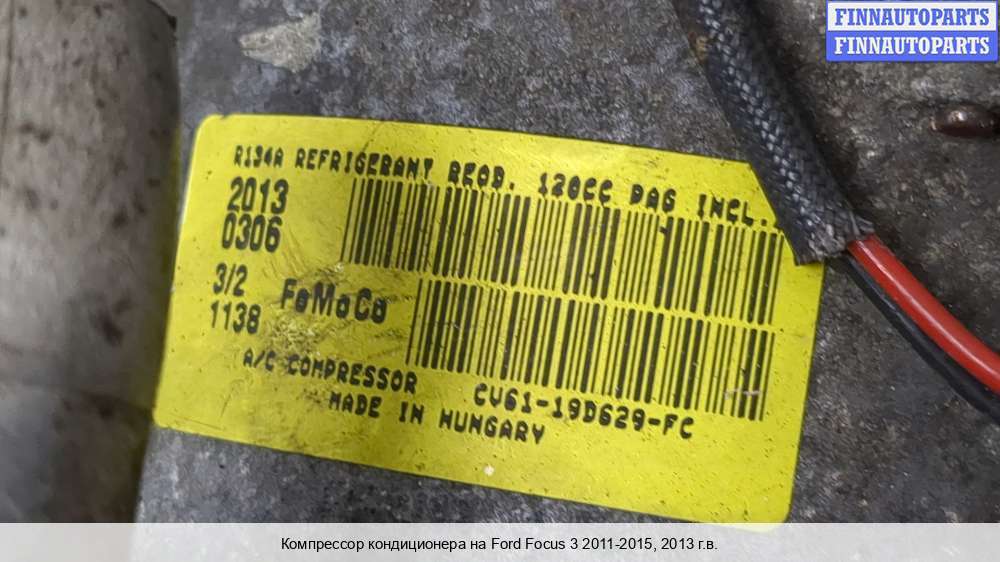 FINNAUTOPARTS
FINNAUTOPARTS
R134A REFRIGERANT REQD. 120CC DAG INCL.
2013
0306
3/2
1138
FoMoCo
A/C COMPRESSOR
CV61-19D629-FC
MADE IN HUNGARY
Компрессор кондиционера на Ford Focus 3 2011-2015, 2013 г.в.